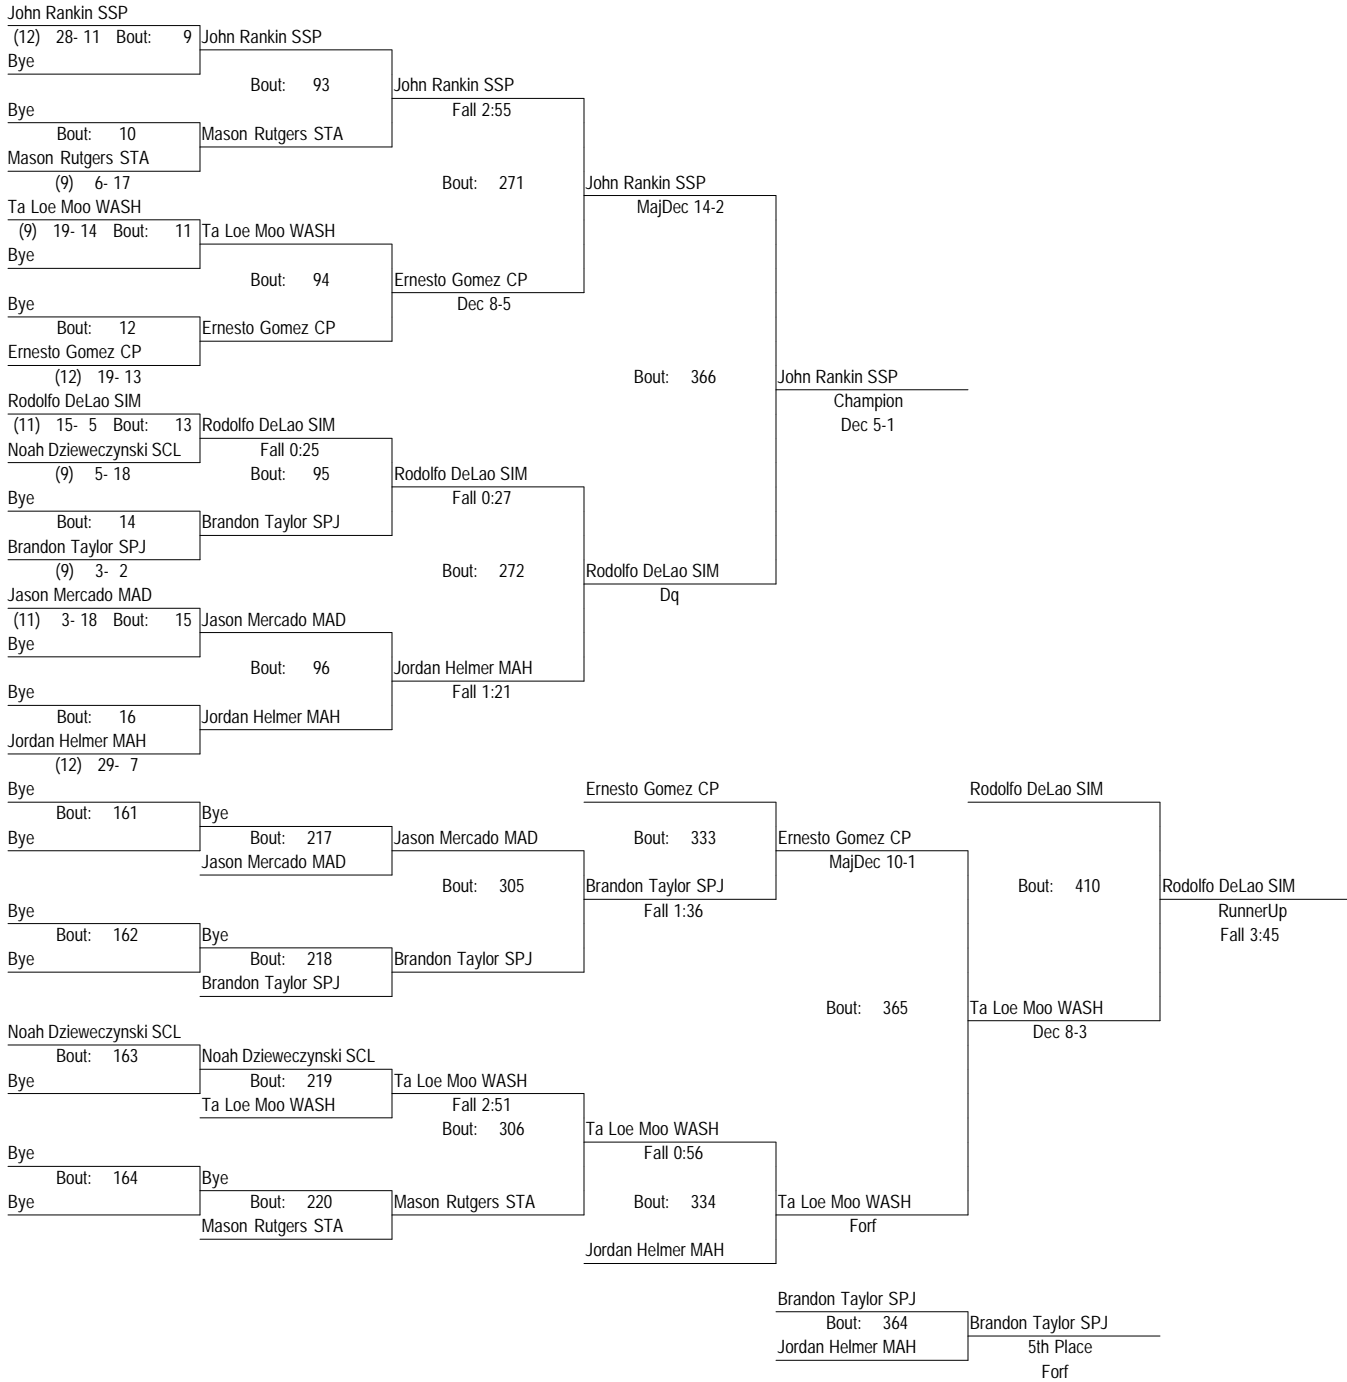 John Rankin SSP
(12) 28- 11 Bout: 9 John Rankin SSP
Bye
Bout: 93 John Rankin SSP
Bye Fall 2:55
Bout: 10 Mason Rutgers STA
Mason Rutgers STA
(9) 6- 17 Bout: 271 John Rankin SSP
Ta Loe Moo WASH MajDec 14-2
(9) 19- 14 Bout: 11 Ta Loe Moo WASH
Bye
Bout: 94 Ernesto Gomez CP
Bye Dec 8-5
Bout: 12 Ernesto Gomez CP
Ernesto Gomez CP
(12) 19- 13 Bout: 366 John Rankin SSP
Rodolfo DeLao SIM Champion
(11) 15- 5 Bout: 13 Rodolfo DeLao SIM Dec 5-1
Noah Dzieweczynski SCL Fall 0:25
(9) 5- 18 Bout: 95 Rodolfo DeLao SIM
Bye Fall 0:27
Bout: 14 Brandon Taylor SPJ
Brandon Taylor SPJ
(9) 3- 2 Bout: 272 Rodolfo DeLao SIM
Jason Mercado MAD Dq
(11) 3- 18 Bout: 15 Jason Mercado MAD
Bye
Bout: 96 Jordan Helmer MAH
Bye Fall 1:21
Bout: 16 Jordan Helmer MAH
Jordan Helmer MAH
(12) 29- 7
Bye Ernesto Gomez CP Rodolfo DeLao SIM
Bout: 161 Bye
Bye Bout: 217 Jason Mercado MAD Bout: 333 Ernesto Gomez CP
Jason Mercado MAD MajDec 10-1
Bout: 305 Brandon Taylor SPJ Bout: 410 Rodolfo DeLao SIM
Bye Fall 1:36 RunnerUp
Bout: 162 Bye Fall 3:45
Bye Bout: 218 Brandon Taylor SPJ
Brandon Taylor SPJ
Bout: 365 Ta Loe Moo WASH
Noah Dzieweczynski SCL Dec 8-3
Bout: 163 Noah Dzieweczynski SCL
Bye Bout: 219 Ta Loe Moo WASH
Ta Loe Moo WASH Fall 2:51
Bout: 306 Ta Loe Moo WASH
Bye Fall 0:56
Bout: 164 Bye
Bye Bout: 220 Mason Rutgers STA Bout: 334 Ta Loe Moo WASH
Mason Rutgers STA Forf
Jordan Helmer MAH
Brandon Taylor SPJ
Bout: 364 Brandon Taylor SPJ
Jordan Helmer MAH 5th Place
Forf